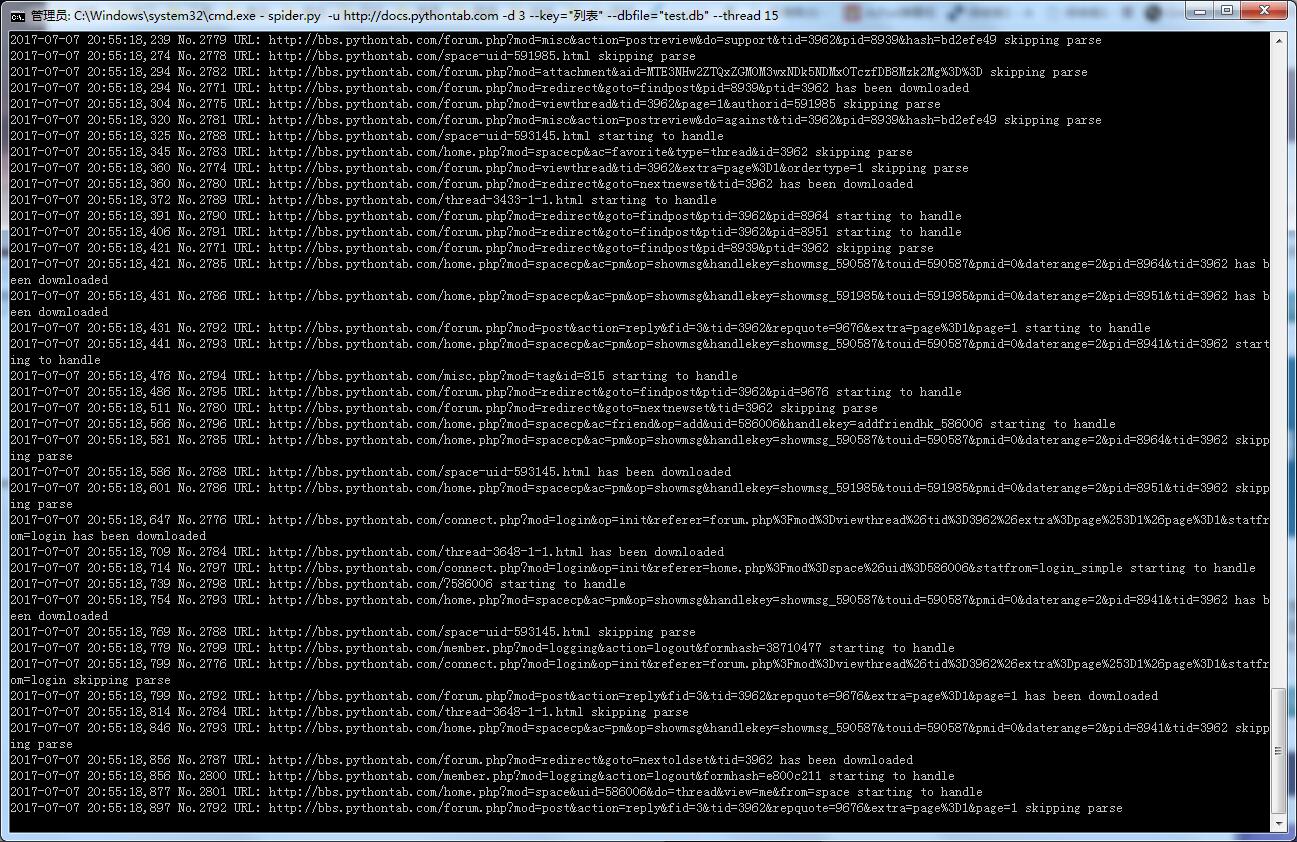 管理员: C:\Windows\system32\cmd.exe - spider.py  -u http://docs.pythontab.com -d 3 --key="列表" --dbfile="test.db" --thread 15
2017-07-07 20:55:18,239 No.2779 URL: http://bbs.pythontab.com/forum.php?mod=misc&action=postreview&do=support&tid=3962&pid=8939&hash=bd2efe49 skipping parse
2017-07-07 20:55:18,274 No.2778 URL: http://bbs.pythontab.com/space-uid-591985.html skipping parse
2017-07-07 20:55:18,294 No.2782 URL: http://bbs.pythontab.com/forum.php?mod=attachment&aid=MTE3NHw2ZTQxZGM0M3wxNDk5NDMxOTczfDB8Mzk2Mg%3D%3D skipping parse
2017-07-07 20:55:18,294 No.2771 URL: http://bbs.pythontab.com/forum.php?mod=redirect&goto=findpost&pid=8939&ptid=3962 has been downloaded
2017-07-07 20:55:18,304 No.2775 URL: http://bbs.pythontab.com/forum.php?mod=viewthread&tid=3962&page=1&authorid=591985 skipping parse
2017-07-07 20:55:18,320 No.2781 URL: http://bbs.pythontab.com/forum.php?mod=misc&action=postreview&do=against&tid=3962&pid=8939&hash=bd2efe49 skipping parse
2017-07-07 20:55:18,325 No.2788 URL: http://bbs.pythontab.com/space-uid-593145.html starting to handle
2017-07-07 20:55:18,345 No.2783 URL: http://bbs.pythontab.com/home.php?mod=spacecp&ac=favorite&type=thread&id=3962 skipping parse
2017-07-07 20:55:18,360 No.2774 URL: http://bbs.pythontab.com/forum.php?mod=viewthread&tid=3962&extra=page%3D1&ordertype=1 skipping parse
2017-07-07 20:55:18,360 No.2780 URL: http://bbs.pythontab.com/forum.php?mod=redirect&goto=nextnewset&tid=3962 has been downloaded
2017-07-07 20:55:18,372 No.2789 URL: http://bbs.pythontab.com/thread-3433-1-1.html starting to handle
2017-07-07 20:55:18,391 No.2790 URL: http://bbs.pythontab.com/forum.php?mod=redirect&goto=findpost&ptid=3962&pid=8964 starting to handle
2017-07-07 20:55:18,406 No.2791 URL: http://bbs.pythontab.com/forum.php?mod=redirect&goto=findpost&ptid=3962&pid=8951 starting to handle
2017-07-07 20:55:18,421 No.2771 URL: http://bbs.pythontab.com/forum.php?mod=redirect&goto=findpost&pid=8939&ptid=3962 skipping parse
2017-07-07 20:55:18,421 No.2785 URL: http://bbs.pythontab.com/home.php?mod=spacecp&ac=pm&op=showmsg&handlekey=showmsg_590587&touid=590587&pmid=0&daterange=2&pid=8964&tid=3962 has b
een downloaded
2017-07-07 20:55:18,431 No.2786 URL: http://bbs.pythontab.com/home.php?mod=spacecp&ac=pm&op=showmsg&handlekey=showmsg_591985&touid=591985&pmid=0&daterange=2&pid=8951&tid=3962 has b
een downloaded
2017-07-07 20:55:18,431 No.2792 URL: http://bbs.pythontab.com/forum.php?mod=post&action=reply&fid=3&tid=3962&repquote=9676&extra=page%3D1&page=1 starting to handle
2017-07-07 20:55:18,441 No.2793 URL: http://bbs.pythontab.com/home.php?mod=spacecp&ac=pm&op=showmsg&handlekey=showmsg_590587&touid=590587&pmid=0&daterange=2&pid=8941&tid=3962 start
ing to handle
2017-07-07 20:55:18,476 No.2794 URL: http://bbs.pythontab.com/misc.php?mod=tag&id=815 starting to handle
2017-07-07 20:55:18,486 No.2795 URL: http://bbs.pythontab.com/forum.php?mod=redirect&goto=findpost&ptid=3962&pid=9676 starting to handle
2017-07-07 20:55:18,511 No.2780 URL: http://bbs.pythontab.com/forum.php?mod=redirect&goto=nextnewset&tid=3962 skipping parse
2017-07-07 20:55:18,566 No.2796 URL: http://bbs.pythontab.com/home.php?mod=spacecp&ac=friend&op=add&uid=586006&handlekey=addfriendhk_586006 starting to handle
2017-07-07 20:55:18,581 No.2785 URL: http://bbs.pythontab.com/home.php?mod=spacecp&ac=pm&op=showmsg&handlekey=showmsg_590587&touid=590587&pmid=0&daterange=2&pid=8964&tid=3962 skipp
ing parse
2017-07-07 20:55:18,586 No.2788 URL: http://bbs.pythontab.com/space-uid-593145.html has been downloaded
2017-07-07 20:55:18,601 No.2786 URL: http://bbs.pythontab.com/home.php?mod=spacecp&ac=pm&op=showmsg&handlekey=showmsg_591985&touid=591985&pmid=0&daterange=2&pid=8951&tid=3962 skipp
ing parse
2017-07-07 20:55:18,647 No.2776 URL: http://bbs.pythontab.com/connect.php?mod=login&op=init&referer=forum.php%3Fmod%3Dviewthread%26tid%3D3962%26extra%3Dpage%253D1%26page%3D1&statfr
om=login has been downloaded
2017-07-07 20:55:18,709 No.2784 URL: http://bbs.pythontab.com/thread-3648-1-1.html has been downloaded
2017-07-07 20:55:18,714 No.2797 URL: http://bbs.pythontab.com/connect.php?mod=login&op=init&referer=home.php%3Fmod%3Dspace%26uid%3D586006&statfrom=login_simple starting to handle
2017-07-07 20:55:18,739 No.2798 URL: http://bbs.pythontab.com/?586006 starting to handle
2017-07-07 20:55:18,754 No.2793 URL: http://bbs.pythontab.com/home.php?mod=spacecp&ac=pm&op=showmsg&handlekey=showmsg_590587&touid=590587&pmid=0&daterange=2&pid=8941&tid=3962 has b
een downloaded
2017-07-07 20:55:18,769 No.2788 URL: http://bbs.pythontab.com/space-uid-593145.html skipping parse
2017-07-07 20:55:18,779 No.2799 URL: http://bbs.pythontab.com/member.php?mod=logging&action=logout&formhash=38710477 starting to handle
2017-07-07 20:55:18,799 No.2776 URL: http://bbs.pythontab.com/connect.php?mod=login&op=init&referer=forum.php%3Fmod%3Dviewthread%26tid%3D3962%26extra%3Dpage%253D1%26page%3D1&statfr
om=login skipping parse
2017-07-07 20:55:18,799 No.2792 URL: http://bbs.pythontab.com/forum.php?mod=post&action=reply&fid=3&tid=3962&repquote=9676&extra=page%3D1&page=1 has been downloaded
2017-07-07 20:55:18,814 No.2784 URL: http://bbs.pythontab.com/thread-3648-1-1.html skipping parse
2017-07-07 20:55:18,846 No.2793 URL: http://bbs.pythontab.com/home.php?mod=spacecp&ac=pm&op=showmsg&handlekey=showmsg_590587&touid=590587&pmid=0&daterange=2&pid=8941&tid=3962 skipp
ing parse
2017-07-07 20:55:18,856 No.2787 URL: http://bbs.pythontab.com/forum.php?mod=redirect&goto=nextoldset&tid=3962 has been downloaded
2017-07-07 20:55:18,856 No.2800 URL: http://bbs.pythontab.com/member.php?mod=logging&action=logout&formhash=e800c211 starting to handle
2017-07-07 20:55:18,877 No.2801 URL: http://bbs.pythontab.com/home.php?mod=space&uid=586006&do=thread&view=me&from=space starting to handle
2017-07-07 20:55:18,897 No.2792 URL: http://bbs.pythontab.com/forum.php?mod=post&action=reply&fid=3&tid=3962&repquote=9676&extra=page%3D1&page=1 skipping parse